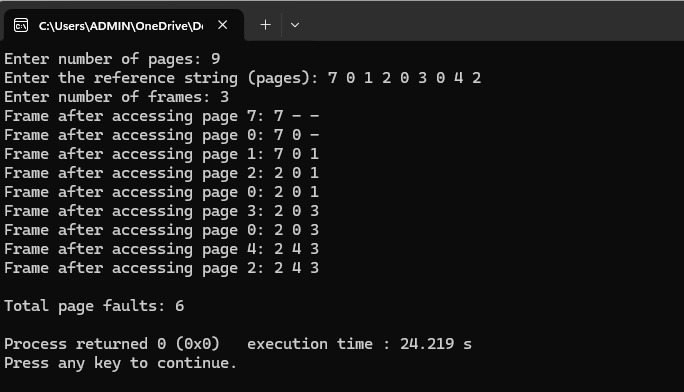 C:\Users\ADMIN\OneDrive\De
Enter number of pages: 9
Enter the reference string (pages): 7 0 1 2 0 3 0 4 2
Enter number of frames: 3
Frame after accessing page 7: 7 - -
Frame after accessing page 0: 7 0 -
Frame after accessing page 1: 7 0 1
Frame after accessing page 2: 2 0 1
Frame after accessing page 0: 2 0 1
Frame after accessing page 3: 2 0 3
Frame after accessing page 0: 2 0 3
Frame after accessing page 4: 2 4 3
Frame after accessing page 2: 2 4 3
Total page faults: 6
Process returned 0 (0x0)   execution time : 24.219 s
Press any key to continue.